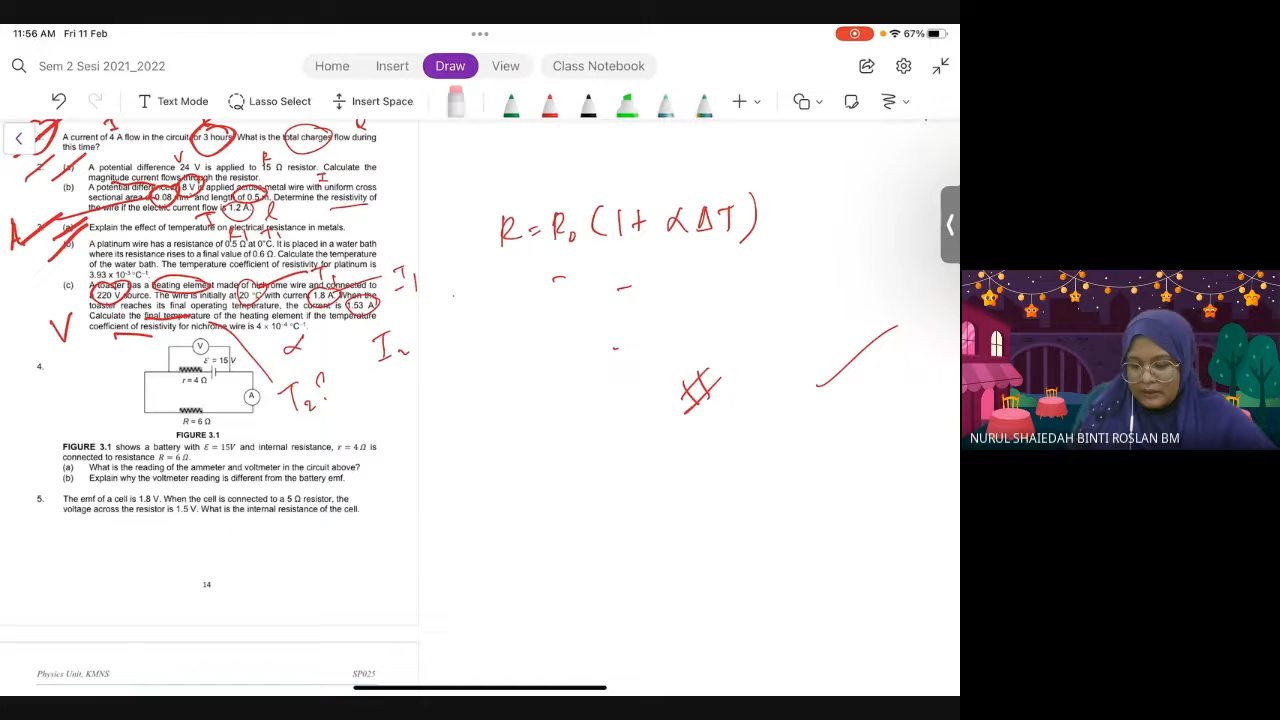 11:56 AM Fri 11 Feb
67%
Sem 2 Sesi 2021_2022
Home Insert Draw View Class Notebook
Text Mode Lasso Select Insert Space
A current of 4 A flow in the circuit for 3 hours. What is the total charges flow during
this time?
2. (a) A potential difference 24 V is applied to 15 Ω resistor. Calculate the
magnitude current flows through the resistor.
(b) A potential difference 8 V is applied across metal wire with uniform cross
sectional area of 0.08 mm² and length of 0.5 m. Determine the resistivity of
the wire if the electric current flow is 1.2 A.
3. (a) Explain the effect of temperature on electrical resistance in metals.
(b) A platinum wire has a resistance of 0.5 Ω at 0°C. It is placed in a water bath
where its resistance rises to a final value of 0.6 Ω. Calculate the temperature
of the water bath. The temperature coefficient of resistivity for platinum is
3.93 x 10⁻³ °C⁻¹.
(c) A toaster has a heating element made of nichrome wire and connected to
220 V source. The wire is initially at 20 °C with current 1.8 A. When the
toaster reaches its final operating temperature, the current is 1.53 A.
Calculate the final temperature of the heating element if the temperature
coefficient of resistivity for nichrome wire is 4 × 10⁻⁴ °C⁻¹.
I
V
R
I
A
I
l
R1 T1
T1
I1
V
α
I2
T2?
R = R0 (1 + αΔT)
4.
V
ε = 15 V
r = 4 Ω
A
R = 6 Ω
FIGURE 3.1
FIGURE 3.1 shows a battery with ε = 15V and internal resistance, r = 4 Ω is
connected to resistance R = 6 Ω.
(a) What is the reading of the ammeter and voltmeter in the circuit above?
(b) Explain why the voltmeter reading is different from the battery emf.
5. The emf of a cell is 1.8 V. When the cell is connected to a 5 Ω resistor, the
voltage across the resistor is 1.5 V. What is the internal resistance of the cell.
14
Physics Unit, KMNS SP025
NURUL SHAIEDAH BINTI ROSLAN BM